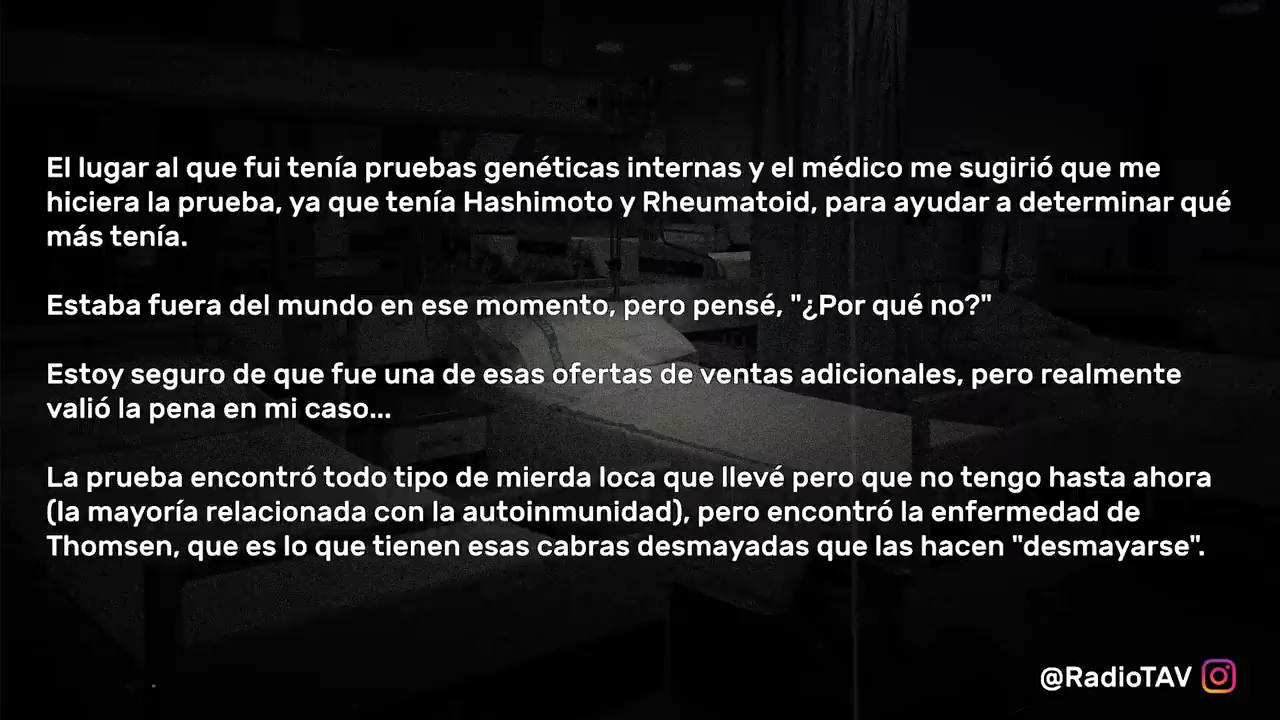 El lugar al que fui tenía pruebas genéticas internas y el médico me sugirió que me
hiciera la prueba, ya que tenía Hashimoto y Rheumatoid, para ayudar a determinar qué
más tenía.
Estaba fuera del mundo en ese momento, pero pensé, "¿Por qué no?"
Estoy seguro de que fue una de esas ofertas de ventas adicionales, pero realmente
valió la pena en mi caso...
La prueba encontró todo tipo de mierda loca que llevé pero que no tengo hasta ahora
(la mayoría relacionada con la autoinmunidad), pero encontró la enfermedad de
Thomsen, que es lo que tienen esas cabras desmayadas que las hacen "desmayarse".
@RadioTAV